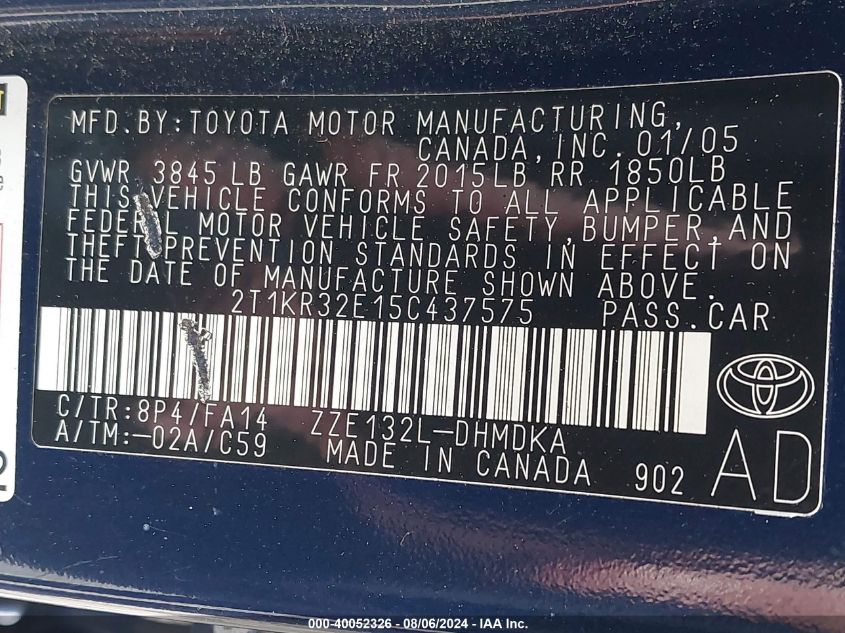 MFD.BY:TOYOTA MOTOR MANUFACTURING,
CANADA,INC. 01/05
GVWR 3845 LB GAWR FR 2015LB RR 1850LB
THIS VEHICLE CONFORMS TO ALL APPLICABLE
FEDERAL MOTOR VEHICLE SAFETY,BUMPER,AND
THEFT PREVENTION STANDARDS IN EFFECT ON
THE DATE OF MANUFACTURE SHOWN ABOVE.
2T1KR32E15C437575 PASS.CAR
C/TR:8P4/FA14 ZZE132L-DHMDKA
A/TM:-02A/C59 MADE IN CANADA 902
AD
000-40052326 - 08/06/2024 - IAA Inc.